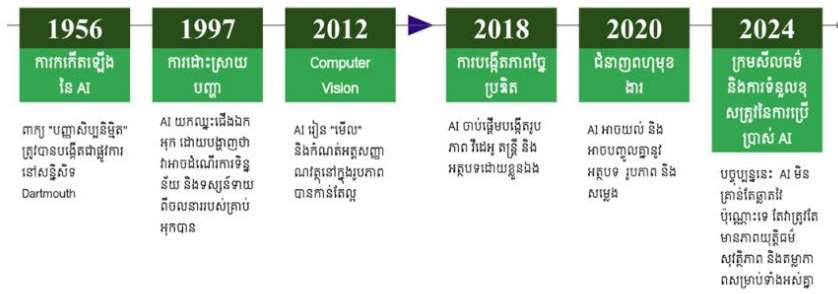 1956
ការកកើតឡើង
នៃ AI
ពាក្យ "បញ្ញាសិប្បនិម្មិត"
ត្រូវបានបង្កើតជាផ្លូវការ
នៅសន្និសិទ
Dartmouth
1997
ការដោះស្រាយ
បញ្ហា
AI យកឈ្នះជើងឯក
អុក ដោយបង្ហាញថា
វាអាចដំណើរការទិន្ន
ន័យ និងទស្សន៍ទាយ
ពីចលនារបស់គ្រាប់
អុកបាន
2012
Computer
Vision
AI រៀន "មើល"
និងកំណត់អត្តសញ្ញា
ណវត្ថុនៅក្នុងរូបភាព
បានកាន់តែល្អ
2018
ការបង្កើតភាពច្នៃ
ប្រឌិត
AI ចាប់ផ្តើមបង្កើតរូប
ភាព វីដេអូ តន្ត្រី និង
អត្ថបទដោយខ្លួនឯង
2020
ជំនាញពហុមុខ
ងារ
AI អាចយល់ និង
អាចបញ្ចូលគ្នានូវ
អត្ថបទ រូបភាព និង
សម្លេង
2024
ក្រមសីលធម៌
និងការទំនួលខុ
សត្រូវនៃការប្រើ
ប្រាស់ AI
បច្ចុប្បន្ននេះ AI មិន
គ្រាន់តែឆ្លាតវៃ
ប៉ុណ្ណោះទេ តែវាត្រូវតែ
មានភាពយុត្តិធម៌
សុវត្ថិភាព និងតម្លាភា
ពសម្រាប់ទាំងអស់គ្នា